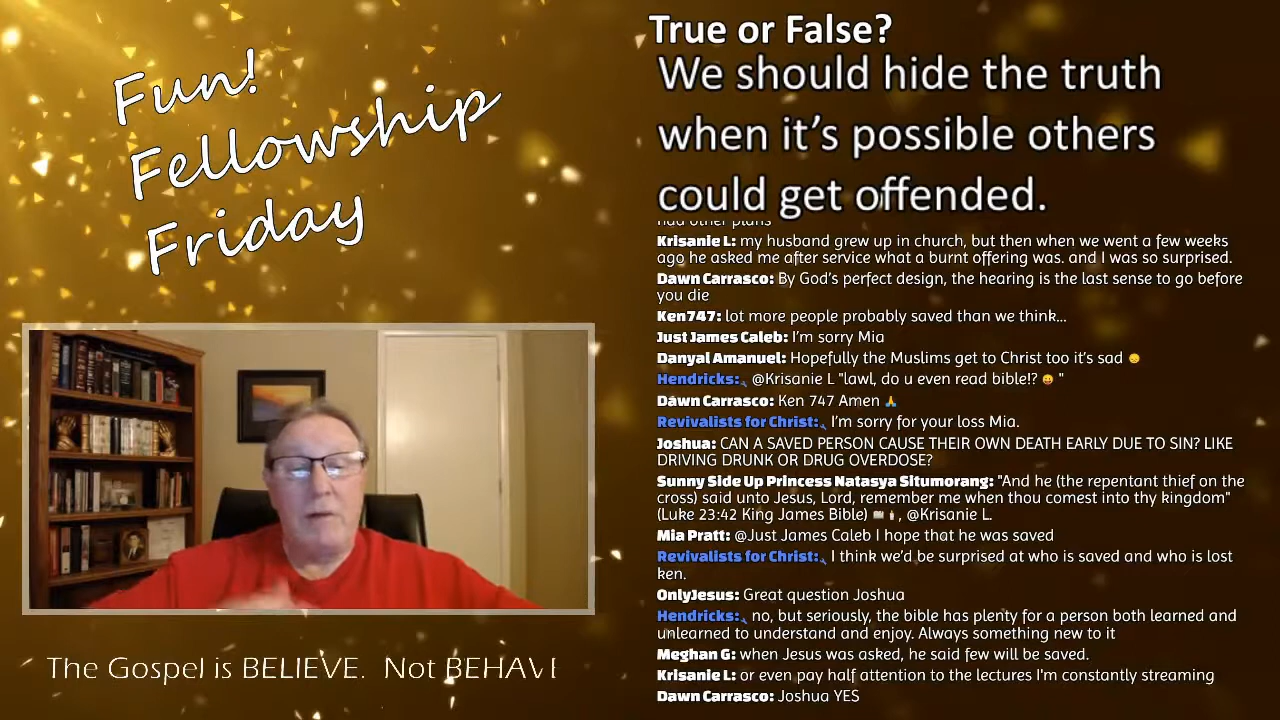 Fun!
Fellowship
Friday
The Gospel is BELIEVE. Not BEHAVE
True or False?
We should hide the truth
when it's possible others
could get offended.
had other plans
Krisanie L: my husband grew up in church, but then when we went a few weeks
ago he asked me after service what a burnt offering was. and I was so surprised.
Dawn Carrasco: By God's perfect design, the hearing is the last sense to go before
you die
Ken747: lot more people probably saved than we think...
Just James Caleb: I'm sorry Mia
Danyal Amanuel: Hopefully the Muslims get to Christ too it's sad 😞
Hendricks:🔧 @Krisanie L "lawl, do u even read bible!? 😛 "
Dawn Carrasco: Ken 747 Amen 🙏
Revivalists for Christ:🔧 I'm sorry for your loss Mia.
Joshua: CAN A SAVED PERSON CAUSE THEIR OWN DEATH EARLY DUE TO SIN? LIKE
DRIVING DRUNK OR DRUG OVERDOSE?
Sunny Side Up Princess Natasya Situmorang: "And he (the repentant thief on the
cross) said unto Jesus, Lord, remember me when thou comest into thy kingdom"
(Luke 23:42 King James Bible) 📖🕯, @Krisanie L.
Mia Pratt: @Just James Caleb I hope that he was saved
Revivalists for Christ:🔧 I think we'd be surprised at who is saved and who is lost
ken.
OnlyJesus: Great question Joshua
Hendricks:🔧 no, but seriously, the bible has plenty for a person both learned and
unlearned to understand and enjoy. Always something new to it
Meghan G: when Jesus was asked, he said few will be saved.
Krisanie L: or even pay half attention to the lectures I'm constantly streaming
Dawn Carrasco: Joshua YES